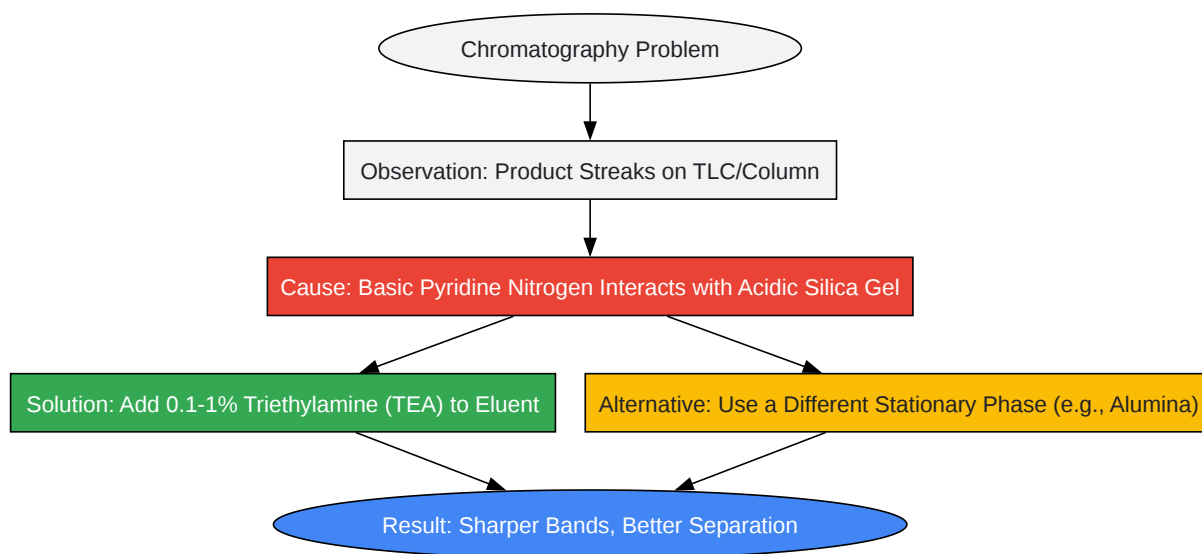 Chromatography Problem
Observation: Product Streaks on TLC/Column
Cause: Basic Pyridine Nitrogen Interacts with Acidic Silica Gel
Solution: Add 0.1-1% Triethylamine (TEA) to Eluent
Alternative: Use a Different Stationary Phase (e.g., Alumina)
Result: Sharper Bands, Better Separation